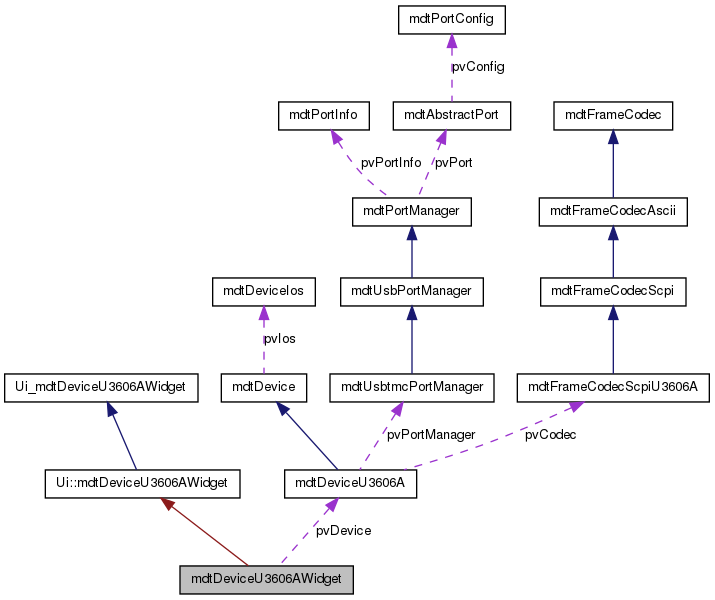 mdtPortConfig
pvConfig
mdtPortInfo
mdtAbstractPort
mdtFrameCodec
pvPortInfo
pvPort
mdtPortManager
mdtFrameCodecAscii
mdtDeviceIos
mdtUsbPortManager
mdtFrameCodecScpi
pvIos
Ui_mdtDeviceU3606AWidget
mdtDevice
mdtUsbtmcPortManager
mdtFrameCodecScpiU3606A
pvPortManager
pvCodec
Ui::mdtDeviceU3606AWidget
mdtDeviceU3606A
pvDevice
mdtDeviceU3606AWidget